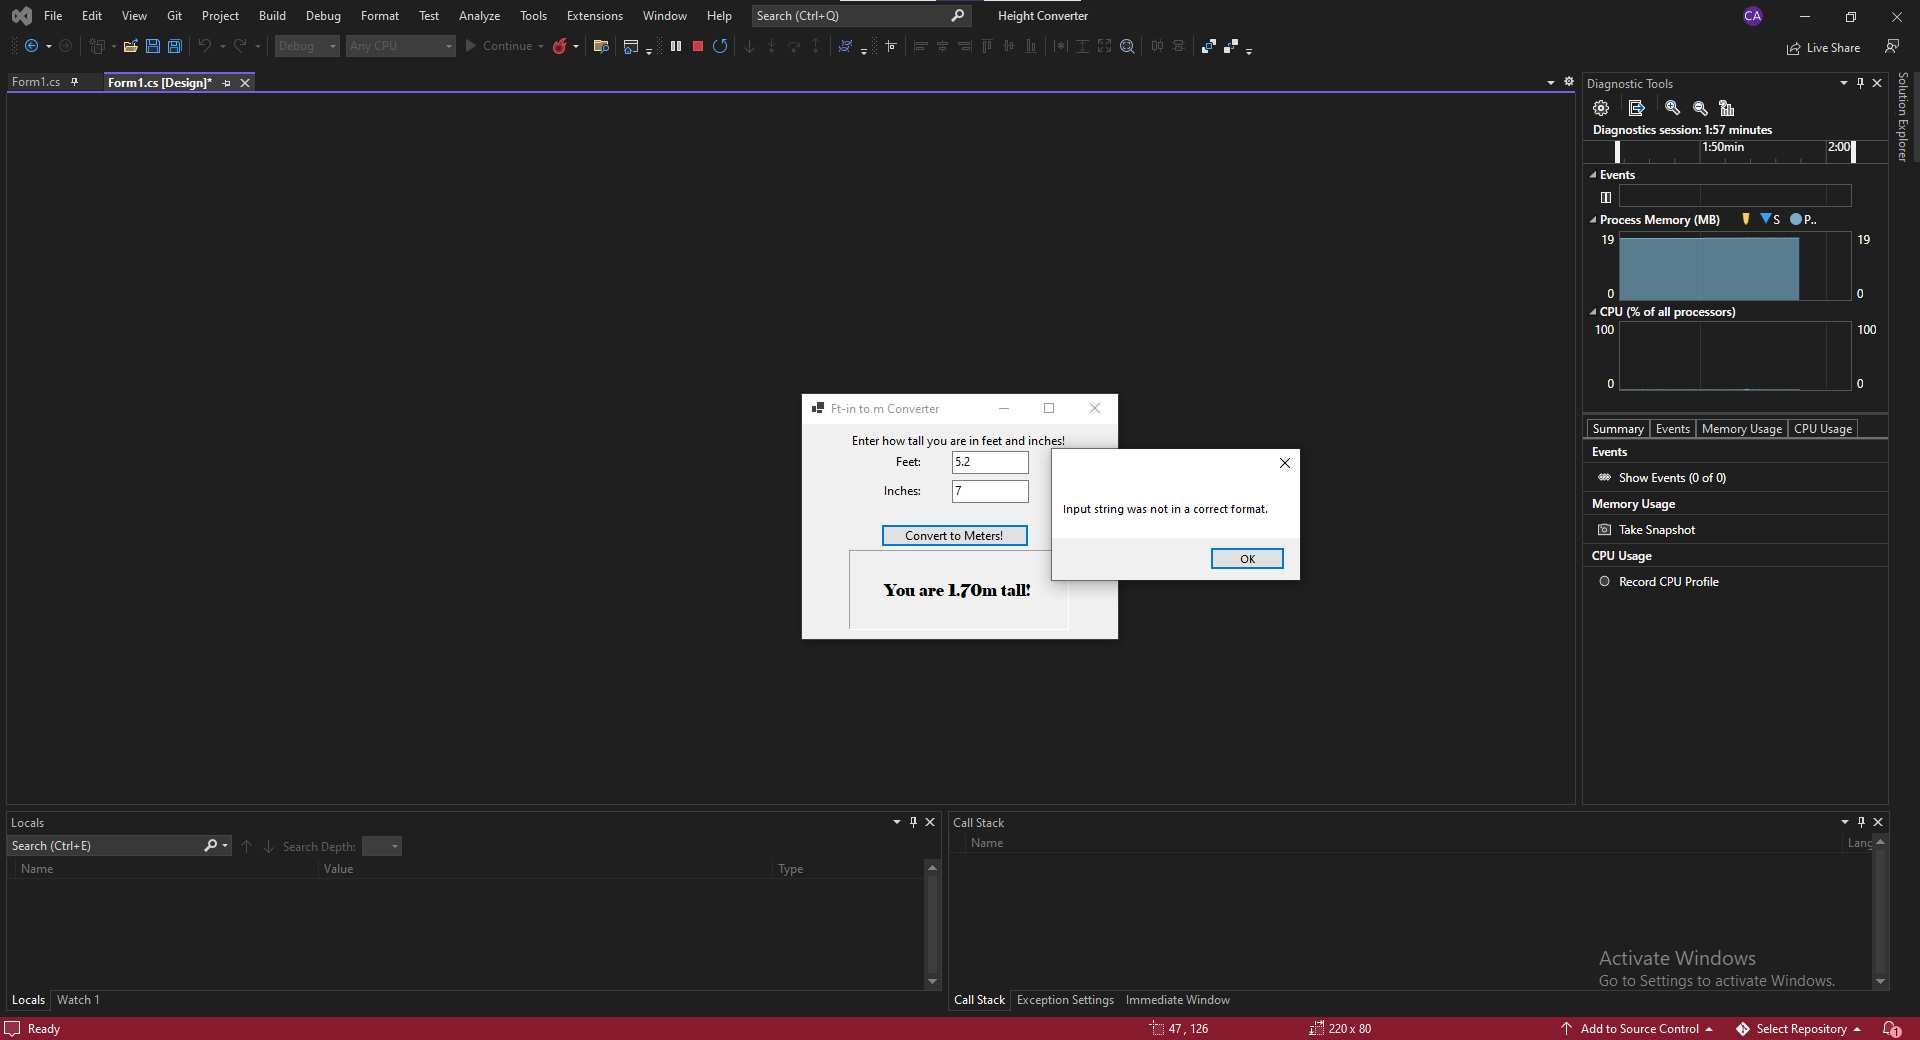 File Edit View Git Project Build Debug Format Test Analyze Tools Extensions Window Help Search (Ctrl+Q) Height Converter CA
Debug Any CPU Continue Live Share
Form1.cs Form1.cs [Design]*
Ft-in to m Converter
Enter how tall you are in feet and inches!
Feet: 5.2
Inches: 7
Convert to Meters!
You are 1.70m tall!
Input string was not in a correct format.
OK
Diagnostic Tools
Diagnostics session: 1:57 minutes
1:50min 2:00
Events
Process Memory (MB) S P..
19 19
0 0
CPU (% of all processors)
100 100
0 0
Summary Events Memory Usage CPU Usage
Events
Show Events (0 of 0)
Memory Usage
Take Snapshot
CPU Usage
Record CPU Profile
Solution Explorer
Locals
Search (Ctrl+E) Search Depth:
Name Value Type
Locals Watch 1
Call Stack
Name Lang
Activate Windows
Go to Settings to activate Windows.
Call Stack Exception Settings Immediate Window
Ready 47 , 126 220 x 80 Add to Source Control Select Repository 1